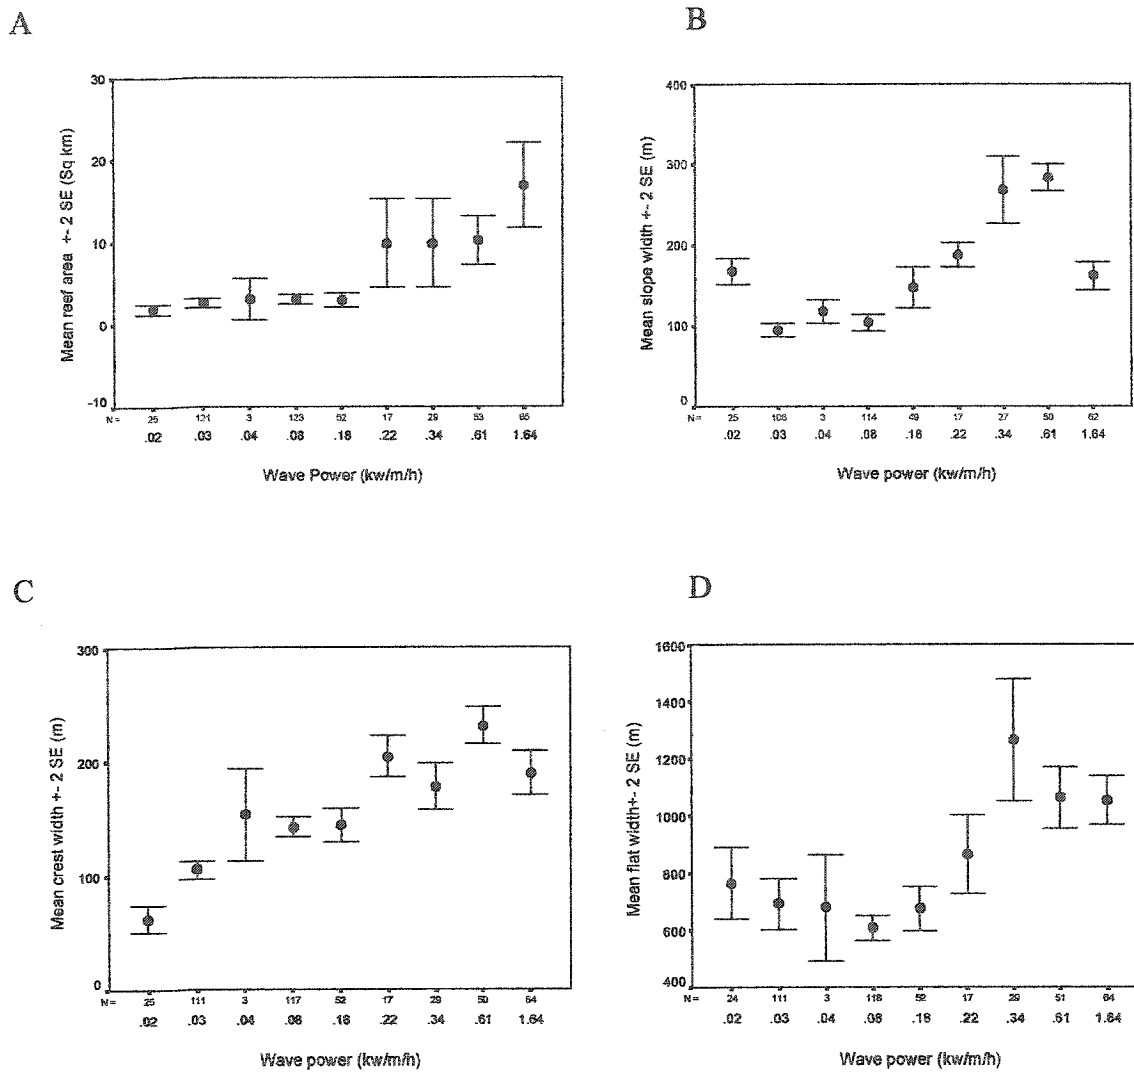 A
Mean reef area +- 2 SE (Sq km)
30
20
10
0
-10
N = 25 121 3 123 52 17 29 53 65
.02 .03 .04 .08 .18 .22 .34 .61 1.64
Wave Power (kw/m/h)
B
Mean slope width +- 2 SE (m)
400
300
200
100
0
N = 25 108 3 114 49 17 27 50 62
.02 .03 .04 .08 .18 .22 .34 .61 1.64
Wave power (kw/m/h)
C
Mean crest width +- 2 SE (m)
300
200
100
0
N = 25 111 3 117 52 17 29 50 64
.02 .03 .04 .08 .18 .22 .34 .61 1.64
Wave power (kw/m/h)
D
Mean flat width+- 2 SE (m)
1600
1400
1200
1000
800
600
400
N = 24 111 3 118 52 17 29 51 64
.02 .03 .04 .08 .18 .22 .34 .61 1.64
Wave power (kw/m/h)